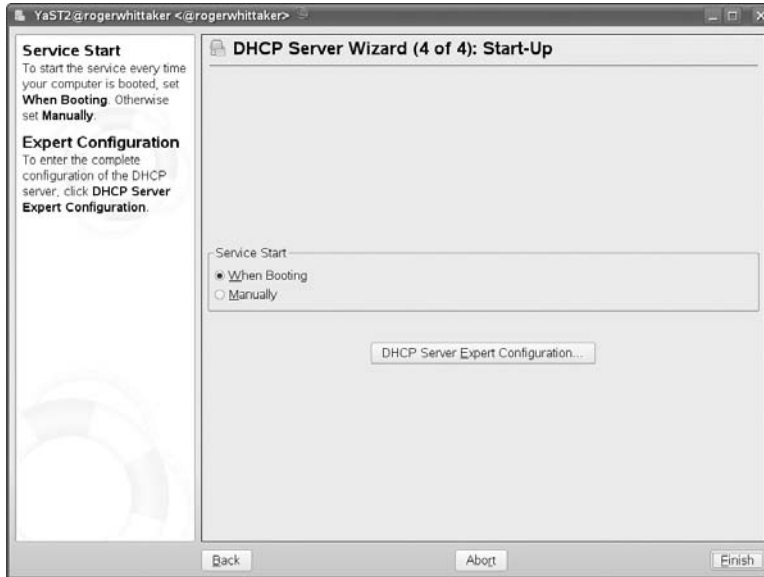 YaST2@rogerwhittaker <@rogerwhittaker>
Service Start
To start the service every time
your computer is booted, set
When Booting. Otherwise
set Manually.
Expert Configuration
To enter the complete
configuration of the DHCP
server, click DHCP Server
Expert Configuration.
DHCP Server Wizard (4 of 4): Start-Up
Service Start
When Booting
Manually
DHCP Server Expert Configuration...
Back
Abort
Finish